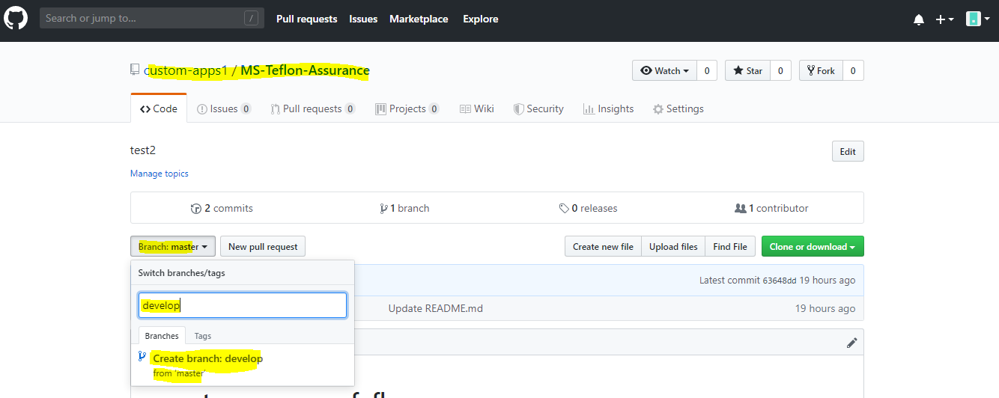 Search or jump to... / Pull requests Issues Marketplace Explore
custom-apps1 / MS-Teflon-Assurance Watch 0 Star 0 Fork 0
Code Issues 0 Pull requests 0 Projects 0 Wiki Security Insights Settings
test2 Edit
Manage topics
2 commits 1 branch 0 releases 1 contributor
Branch: master New pull request Create new file Upload files Find File Clone or download
Switch branches/tags
Latest commit 63648dd 19 hours ago
develop
Update README.md 19 hours ago
Branches Tags
Create branch: develop
from 'master'